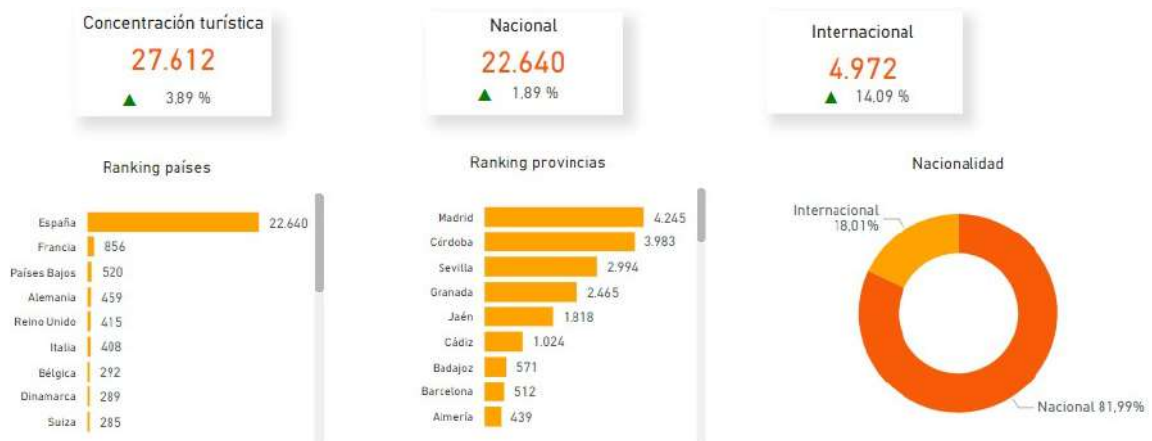 Concentración turística
27.612
▲ 3,89 %
Nacional
22.640
▲ 1,89 %
Internacional
4.972
▲ 14,09 %
Ranking países
España 22.640
Francia 856
Países Bajos 520
Alemania 459
Reino Unido 415
Italia 408
Bélgica 292
Dinamarca 289
Suiza 285
Ranking provincias
Madrid 4.245
Córdoba 3.983
Sevilla 2.994
Granada 2.465
Jaén 1.818
Cádiz 1.024
Badajoz 571
Barcelona 512
Almería 439
Nacionalidad
Internacional
18,01%
Nacional 81,99%